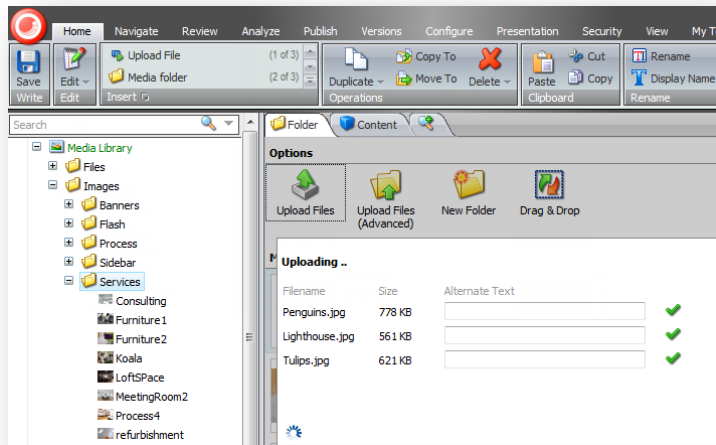 Home Navigate Review Analyze Publish Versions Configure Presentation Security View My
Upload File (1 of 3) Copy To Cut Rename
Save Edit Media folder (2 of 3) Duplicate Move To Delete Paste Copy Display Name
Write Edit Insert Operations Clipboard Rename
Search Folder Content
Options
Media Library
Files
Images
Banners
Flash
Process
Sidebar
Services
Consulting
Furniture1
Furniture2
Koala
LoftSPace
MeetingRoom2
Process4
refurbishment
Upload Files Upload Files New Folder Drag & Drop
(Advanced)
Uploading ..
Filename Size Alternate Text
Penguins.jpg 778 KB
Lighthouse.jpg 561 KB
Tulips.jpg 621 KB